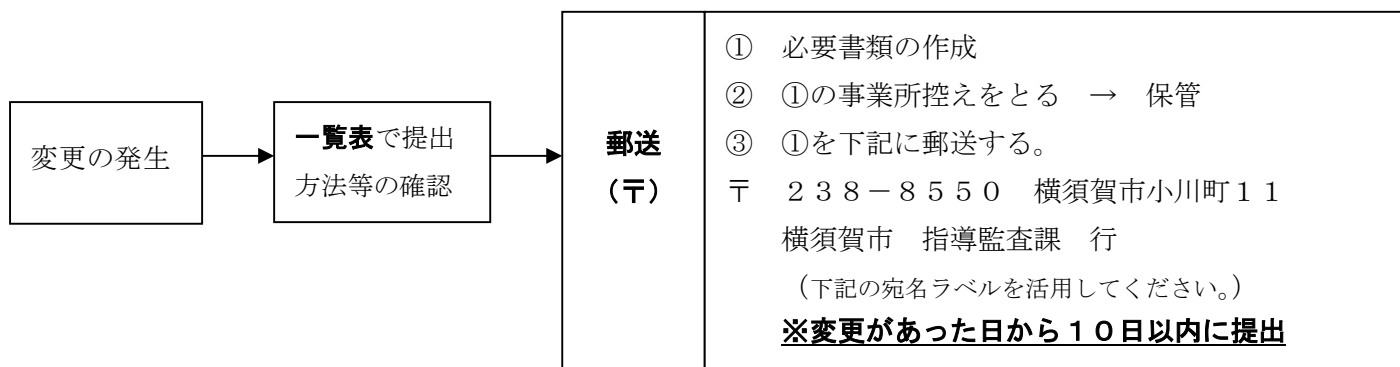 変更の発生
一覧表で提出
方法等の確認
郵送
（〒）
①　必要書類の作成
②　①の事業所控えをとる　→　保管
③　①を下記に郵送する。
〒　２３８－８５５０　横須賀市小川町１１
横須賀市　指導監査課　行
（下記の宛名ラベルを活用してください。）
※変更があった日から１０日以内に提出